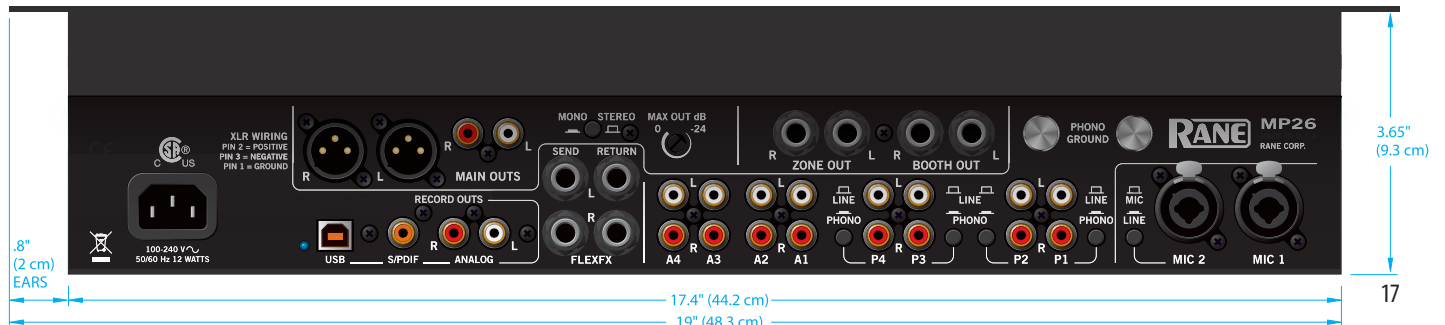 XLR WIRING
PIN 2 = POSITIVE
PIN 3 = NEGATIVE
PIN 1 = GROUND
R
L
R
L
MAIN OUTS
MONO STEREO
MAX OUT dB
0 -24
SEND RETURN
L
R
FLEXFX
R
L
ZONE OUT
R
L
BOOTH OUT
PHONO
GROUND
RANE
MP26
RANE CORP.
C
SA
®
US
100-240 V
50/60 Hz 12 WATTS
RECORD OUTS
USB
S/PDIF
R
L
ANALOG
L
R
A4 A3
L
R
A2 A1
L
R
P4 P3
LINE
PHONO
LINE
PHONO
L
R
P2 P1
LINE
PHONO
MIC
LINE
MIC 2
MIC 1
.8"
(2 cm)
EARS
3.65"
(9.3 cm)
17.4" (44.2 cm)
19" (48.3 cm)
17